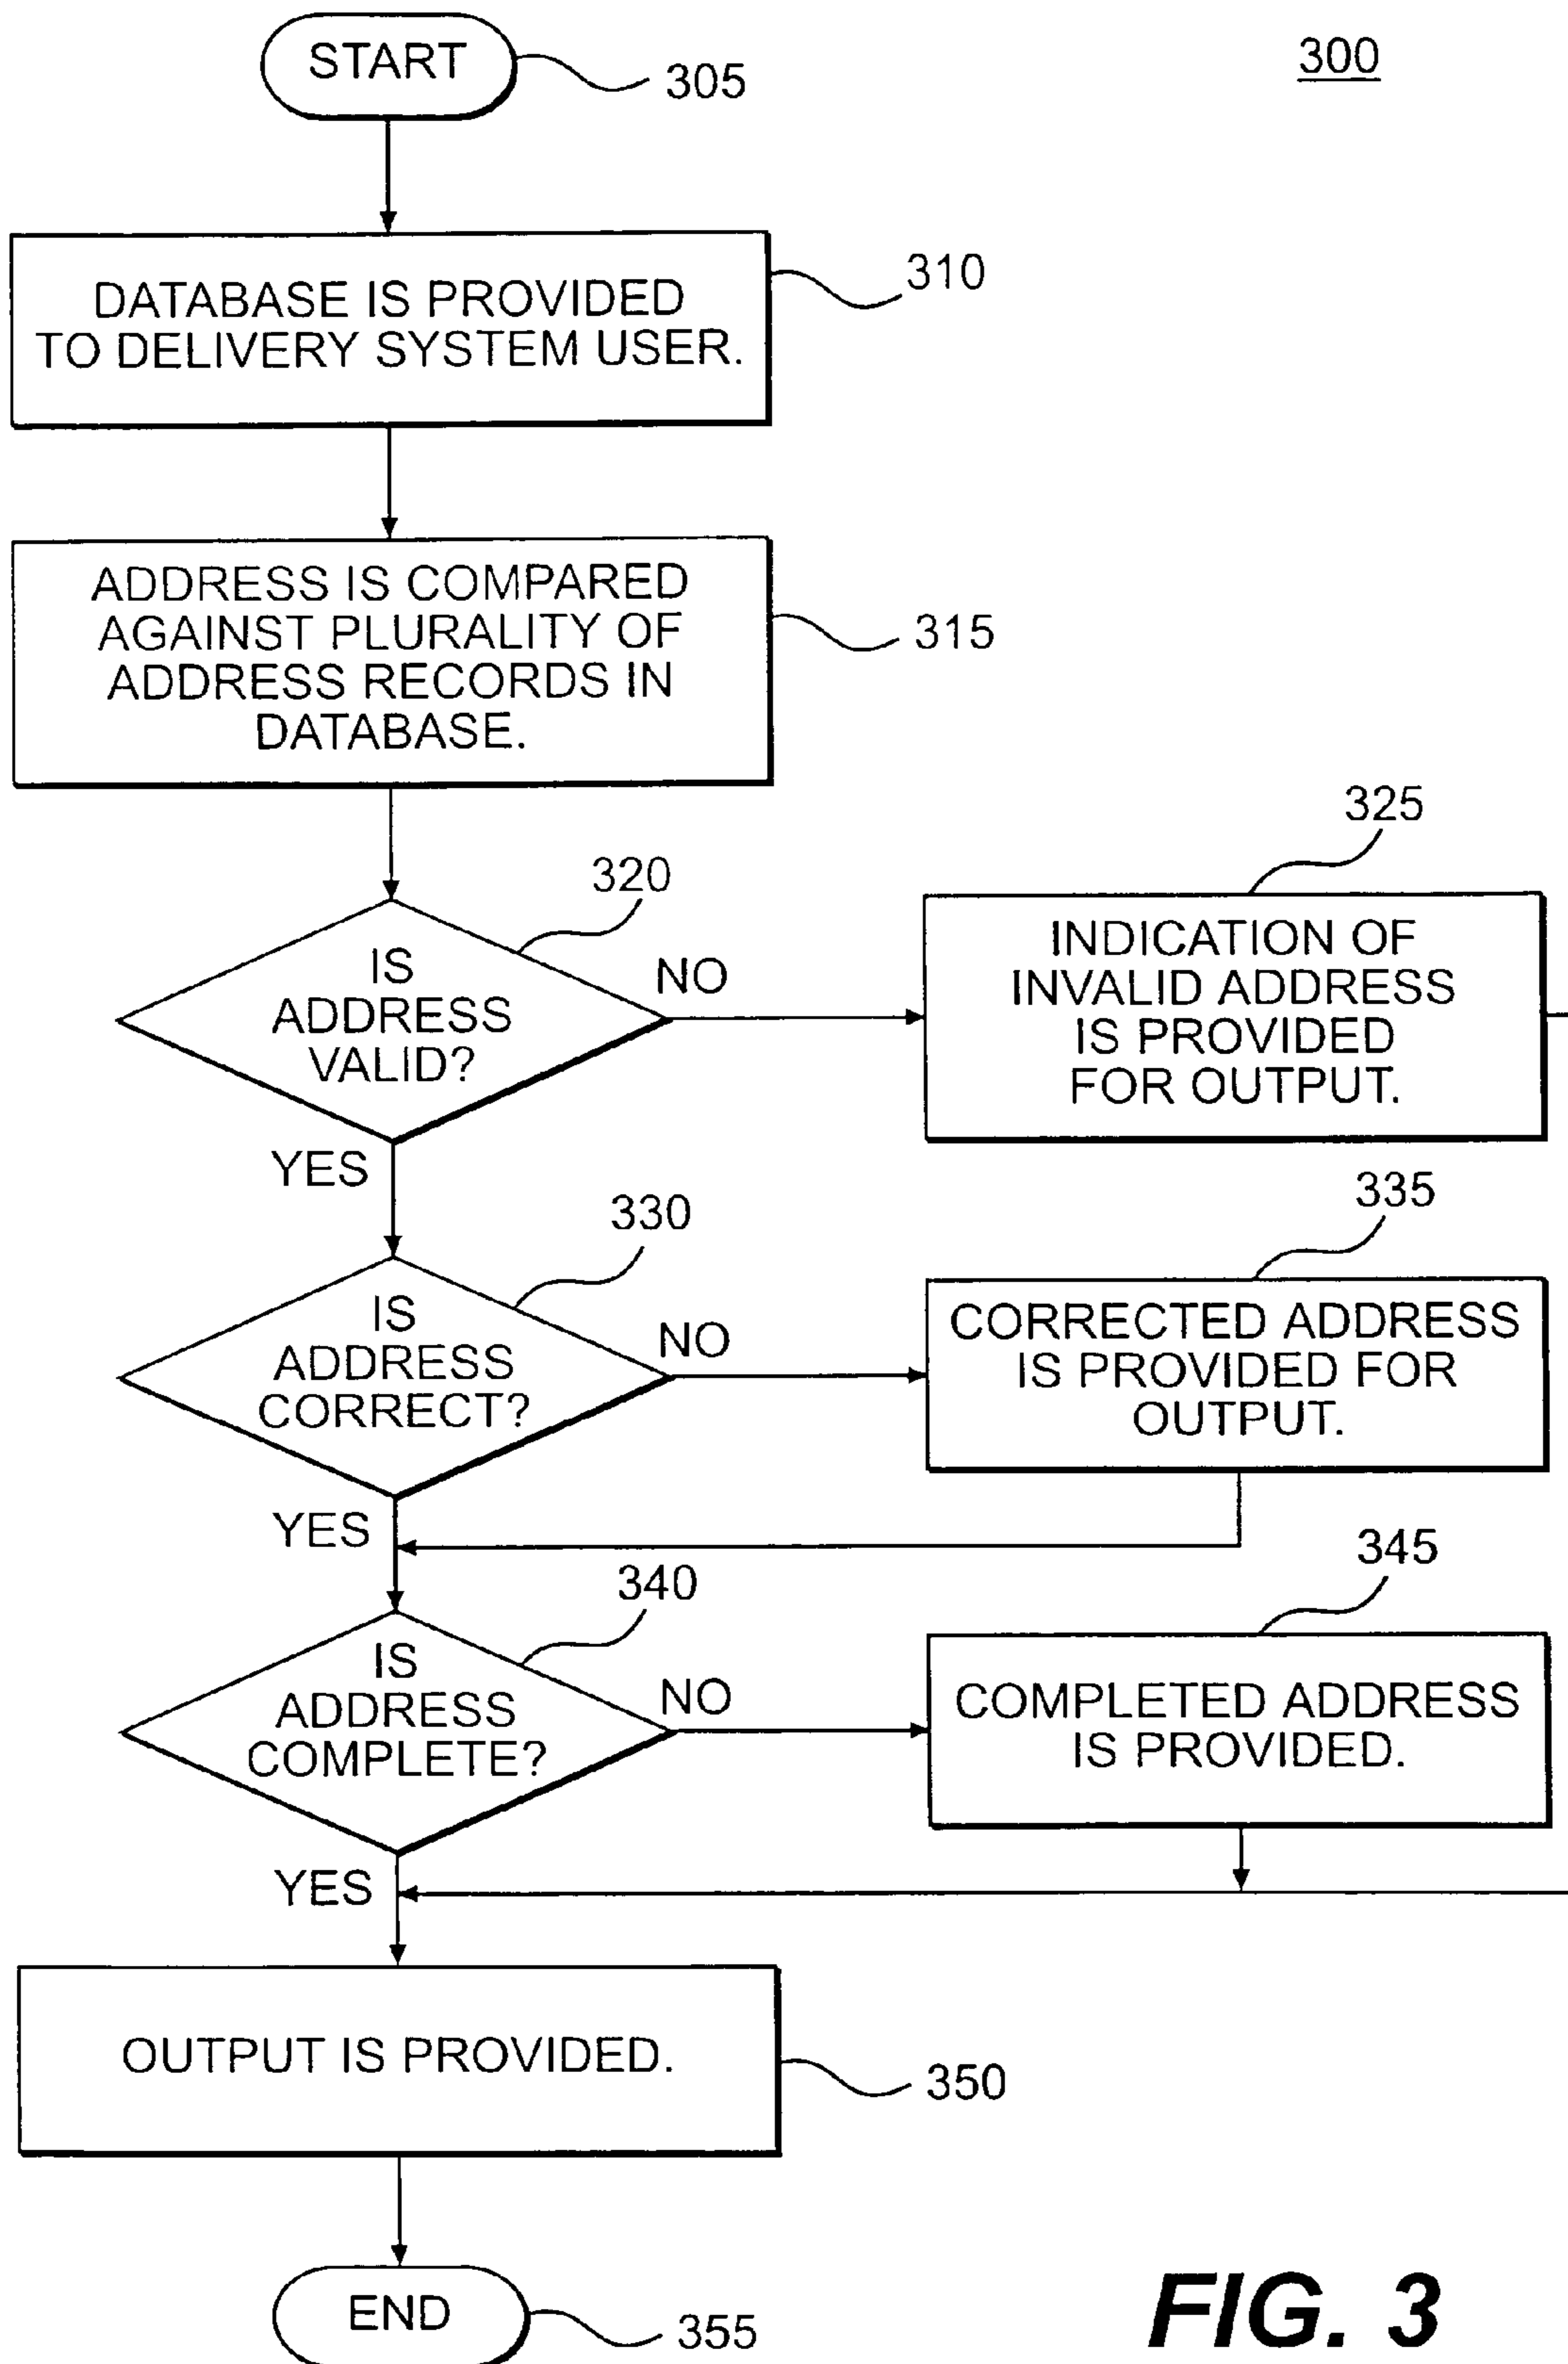 START
305
300
DATABASE IS PROVIDED
TO DELIVERY SYSTEM USER.
310
ADDRESS IS COMPARED
AGAINST PLURALITY OF
ADDRESS RECORDS IN
DATABASE.
315
320
IS
ADDRESS
VALID?
NO
YES
325
INDICATION OF
INVALID ADDRESS
IS PROVIDED
FOR OUTPUT.
330
IS
ADDRESS
CORRECT?
NO
YES
335
CORRECTED ADDRESS
IS PROVIDED FOR
OUTPUT.
340
IS
ADDRESS
COMPLETE?
NO
YES
345
COMPLETED ADDRESS
IS PROVIDED.
OUTPUT IS PROVIDED.
350
END
355
FIG. 3